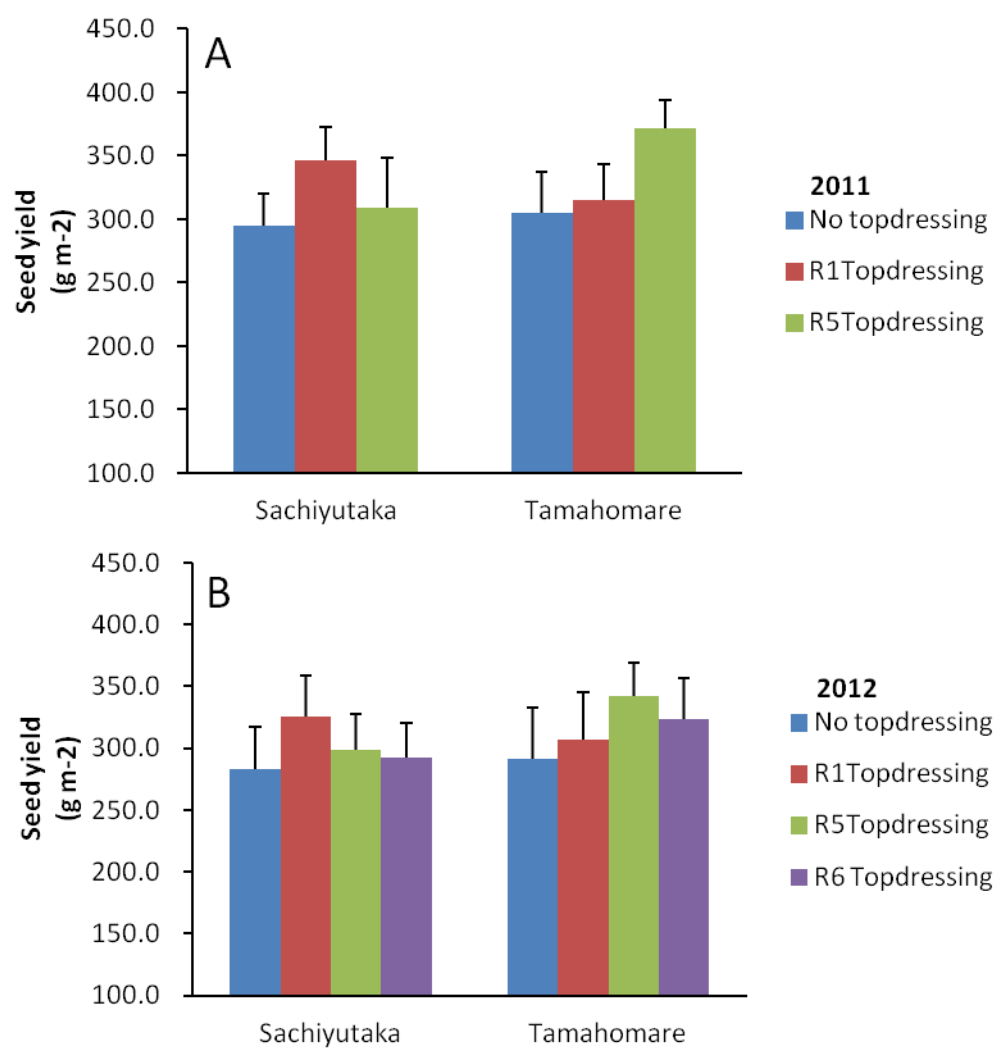 A
450.0
400.0
350.0
300.0
250.0
200.0
150.0
100.0
Seed yield
(g m-2)
Sachiyutaka Tamahomare
2011
No topdressing
R1Topdressing
R5Topdressing
B
450.0
400.0
350.0
300.0
250.0
200.0
150.0
100.0
Seed yield
(g m-2)
Sachiyutaka Tamahomare
2012
No topdressing
R1Topdressing
R5Topdressing
R6 Topdressing